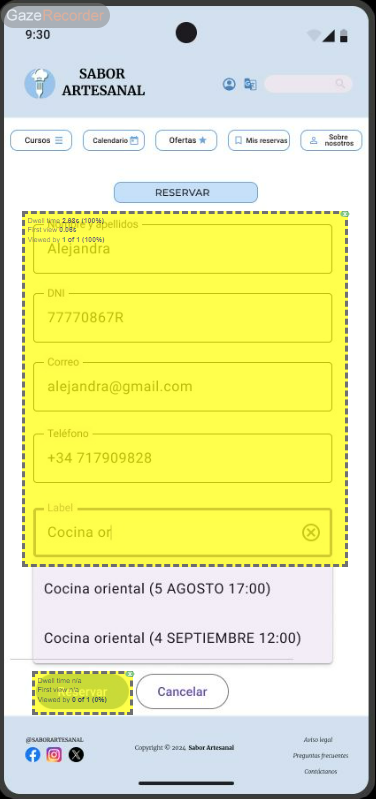 GazeRecorder
9:30
SABOR
ARTESANAL
Cursos
Calendario
Ofertas
Mis reservas
Sobre
nosotros
RESERVAR
Dwell time 2.68s (100%)
First view 0.06s
Viewed by 1 of 1 (100%)
Nombre y apellidos
Alejandra
DNI
77770867R
Correo
alejandra@gmail.com
Teléfono
+34 717909828
Label
Cocina or
Cocina oriental (5 AGOSTO 17:00)
Cocina oriental (4 SEPTIEMBRE 12:00)
Dwell time n/a
First view n/a
Viewed by 0 of 1 (0%)
Reservar
Cancelar
@SABORARTESANAL
Copyright © 2024 Sabor Artesanal
Aviso legal
Preguntas frecuentes
Contáctanos